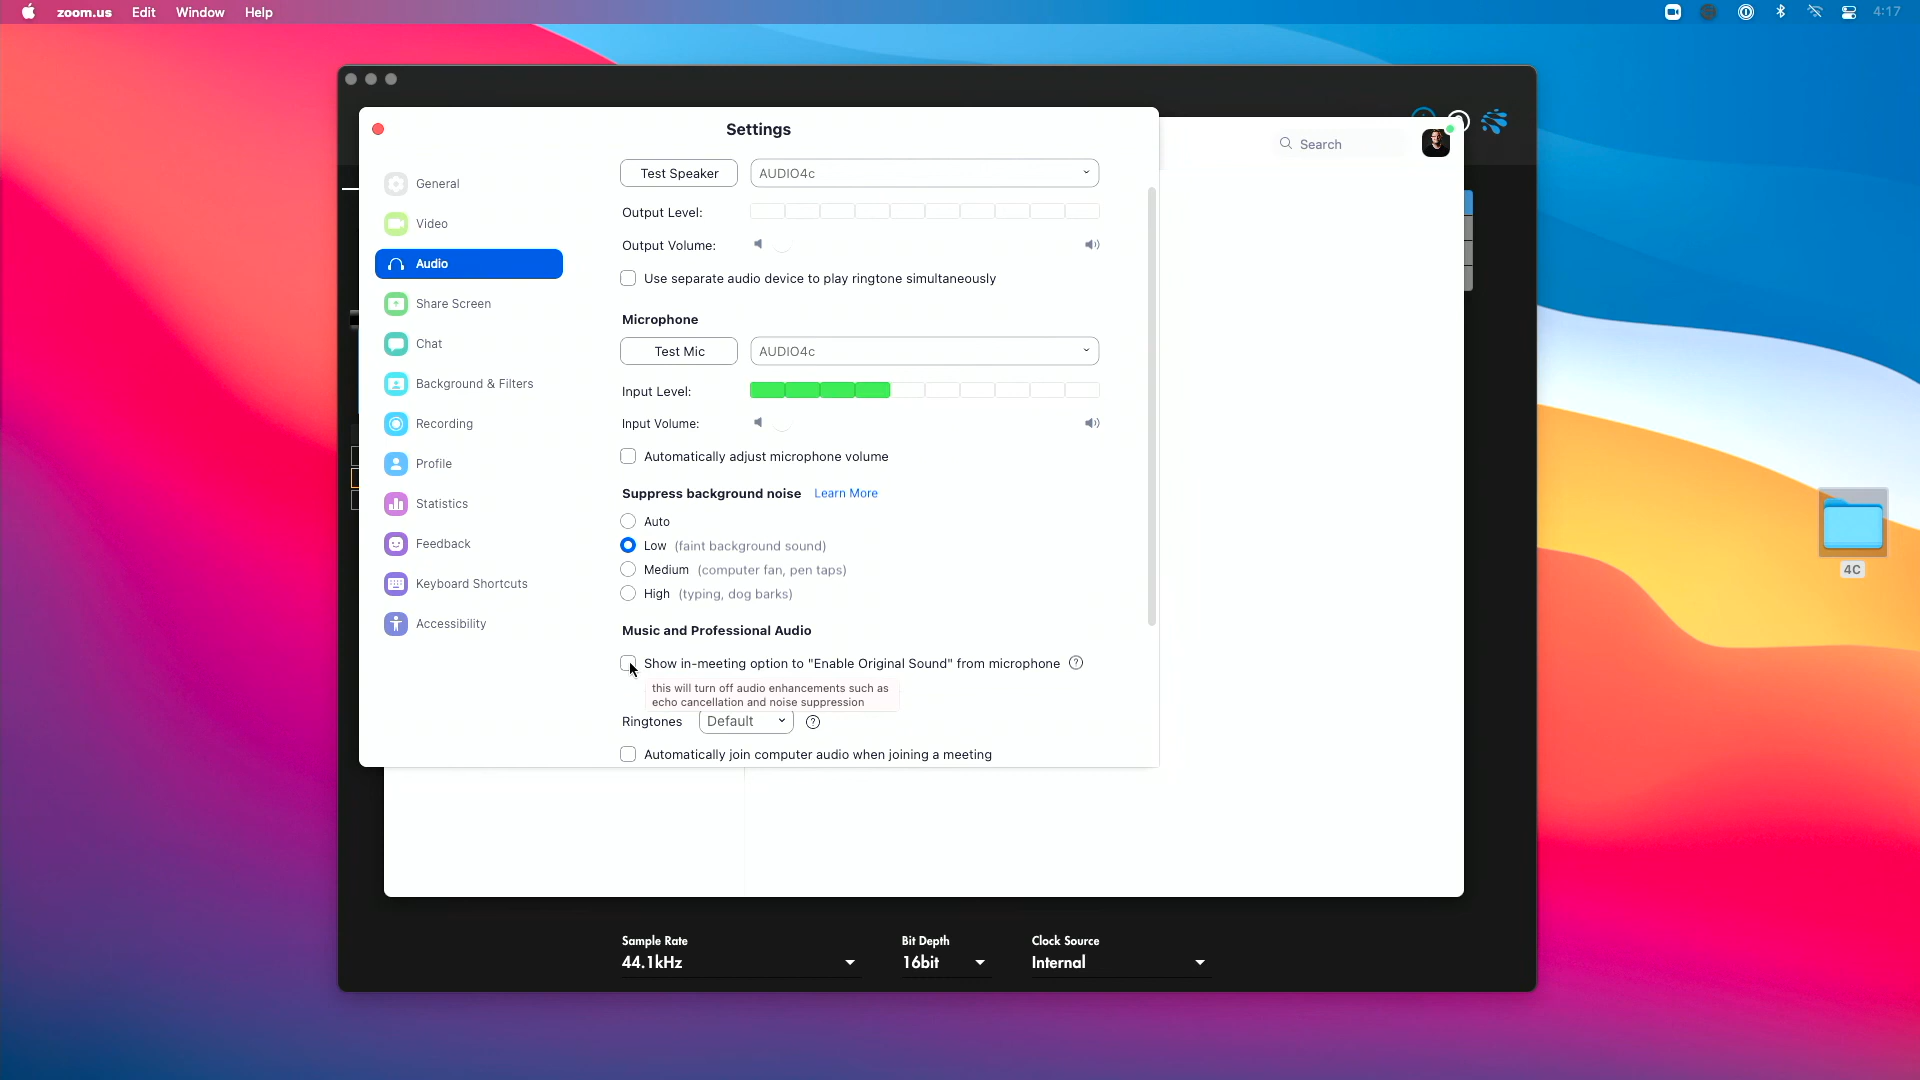 zoom.us Edit Window Help
4:17
Settings
Search
General
Video
Audio
Share Screen
Chat
Background & Filters
Recording
Profile
Statistics
Feedback
Keyboard Shortcuts
Accessibility
Test Speaker AUDIO4c
Output Level:
Output Volume:
Use separate audio device to play ringtone simultaneously
Microphone
Test Mic AUDIO4c
Input Level:
Input Volume:
Automatically adjust microphone volume
Suppress background noise Learn More
Auto
Low (faint background sound)
Medium (computer fan, pen taps)
High (typing, dog barks)
Music and Professional Audio
Show in-meeting option to "Enable Original Sound" from microphone ?
this will turn off audio enhancements such as
echo cancellation and noise suppression
Ringtones Default ?
Automatically join computer audio when joining a meeting
4C
Sample Rate Bit Depth Clock Source
44.1kHz 16bit Internal